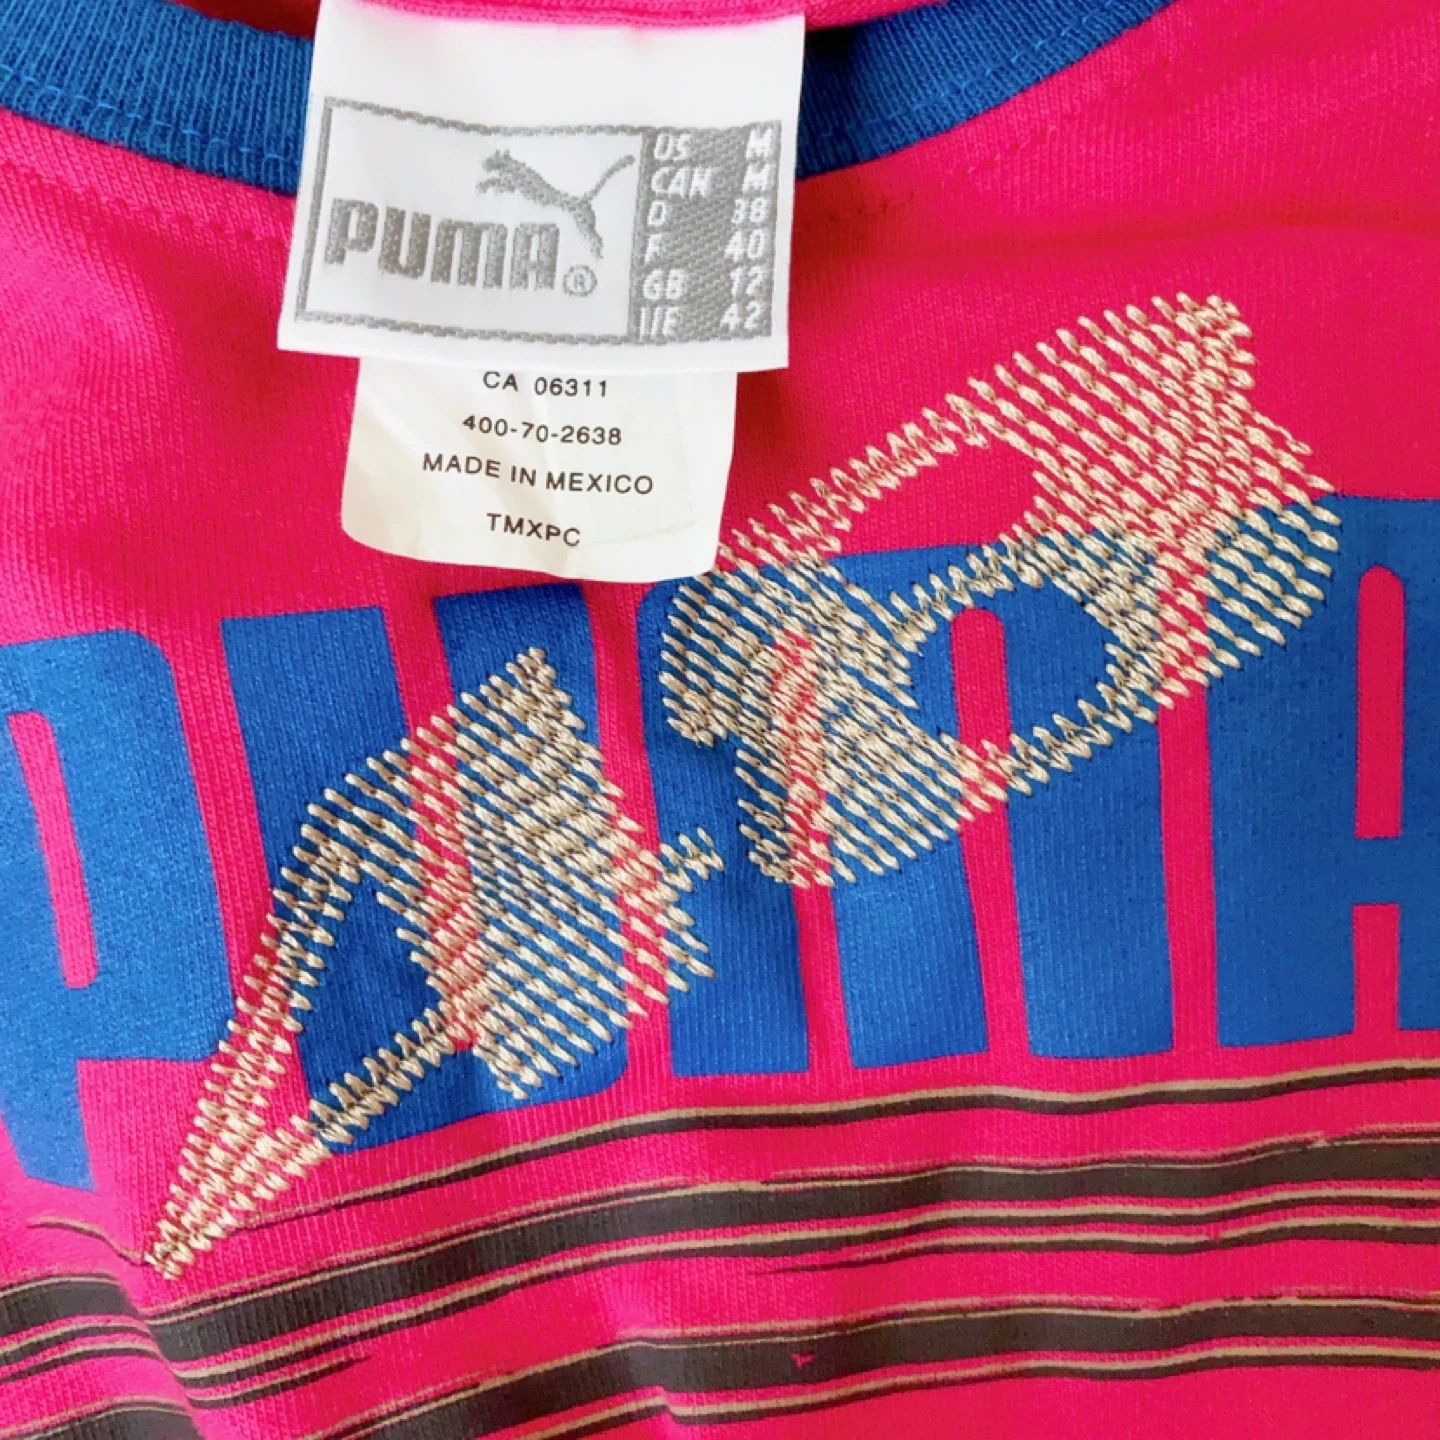 PUMA®
US M
CAN M
D 38
F 40
GB 12
I/E 42
CA 06311
400-70-2638
MADE IN MEXICO
TMXPC
PUMA